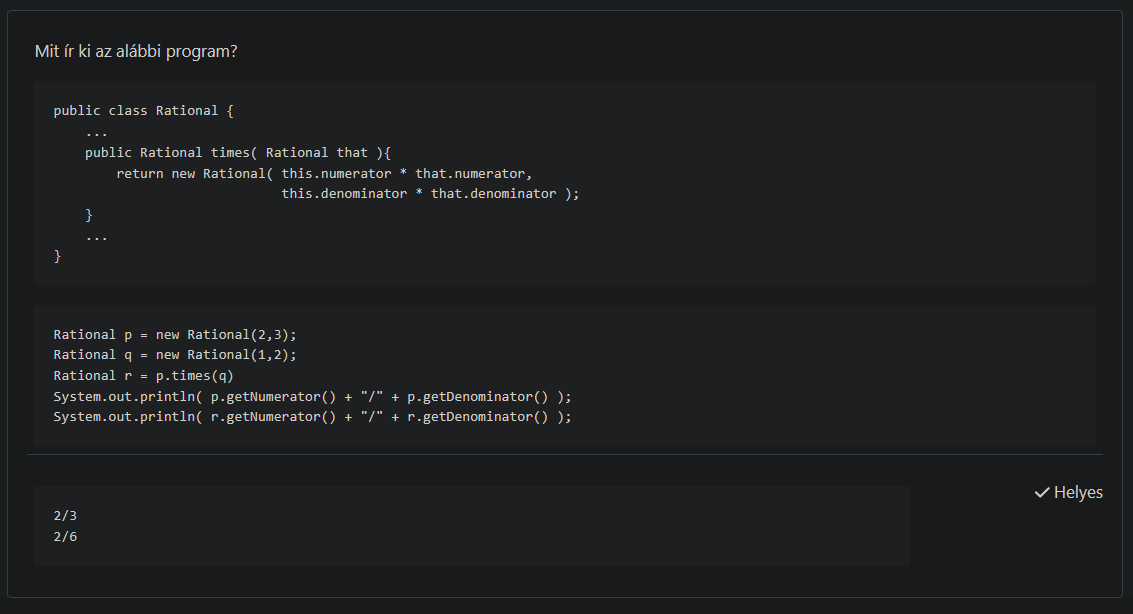 Mit ír ki az alábbi program?
public class Rational {
    ...
    public Rational times( Rational that ){
        return new Rational( this.numerator * that.numerator,
                             this.denominator * that.denominator );
    }
    ...
}
Rational p = new Rational(2,3);
Rational q = new Rational(1,2);
Rational r = p.times(q)
System.out.println( p.getNumerator() + "/" + p.getDenominator() );
System.out.println( r.getNumerator() + "/" + r.getDenominator() );
✓ Helyes
2/3
2/6